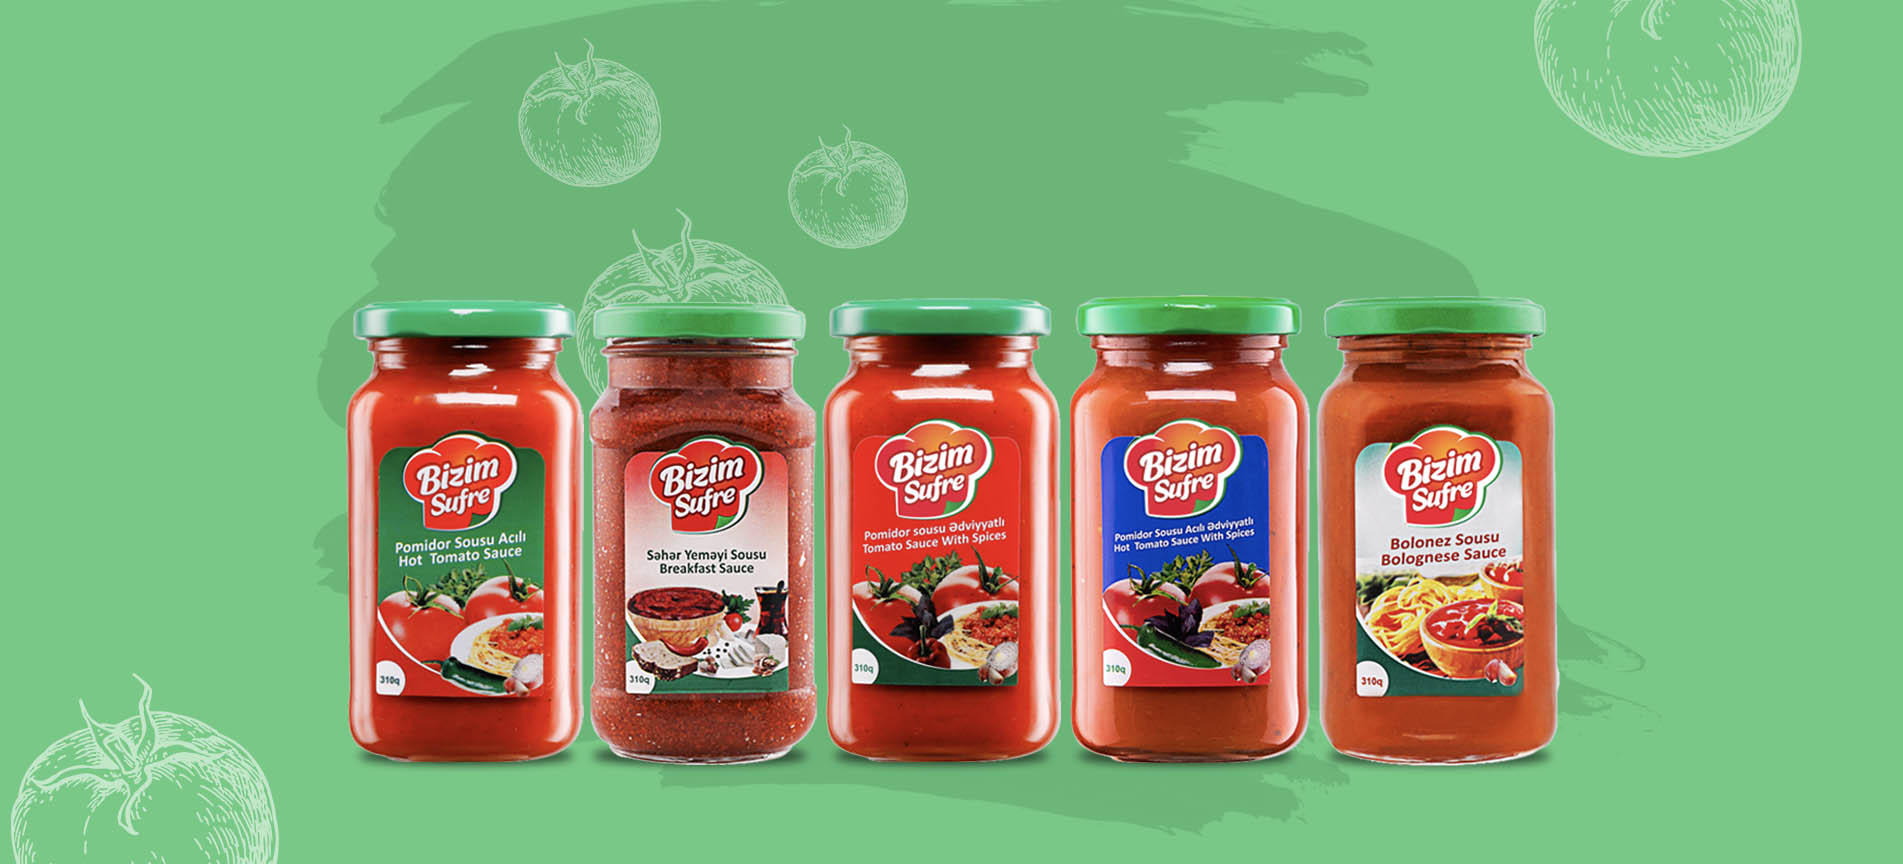 Bizim
Sufre
Pomidor Sousu Acılı
Hot Tomato Sauce
310q
Bizim
Sufre
Səhər Yeməyi Sousu
Breakfast Sauce
310q
Bizim
Sufre
Pomidor sousu Ədviyyatlı
Tomato Sauce With Spices
310q
Bizim
Sufre
Pomidor Sousu Acılı Ədviyyatlı
Hot Tomato Sauce With Spices
310q
Bizim
Sufre
Bolonez Sousu
Bolognese Sauce
310q